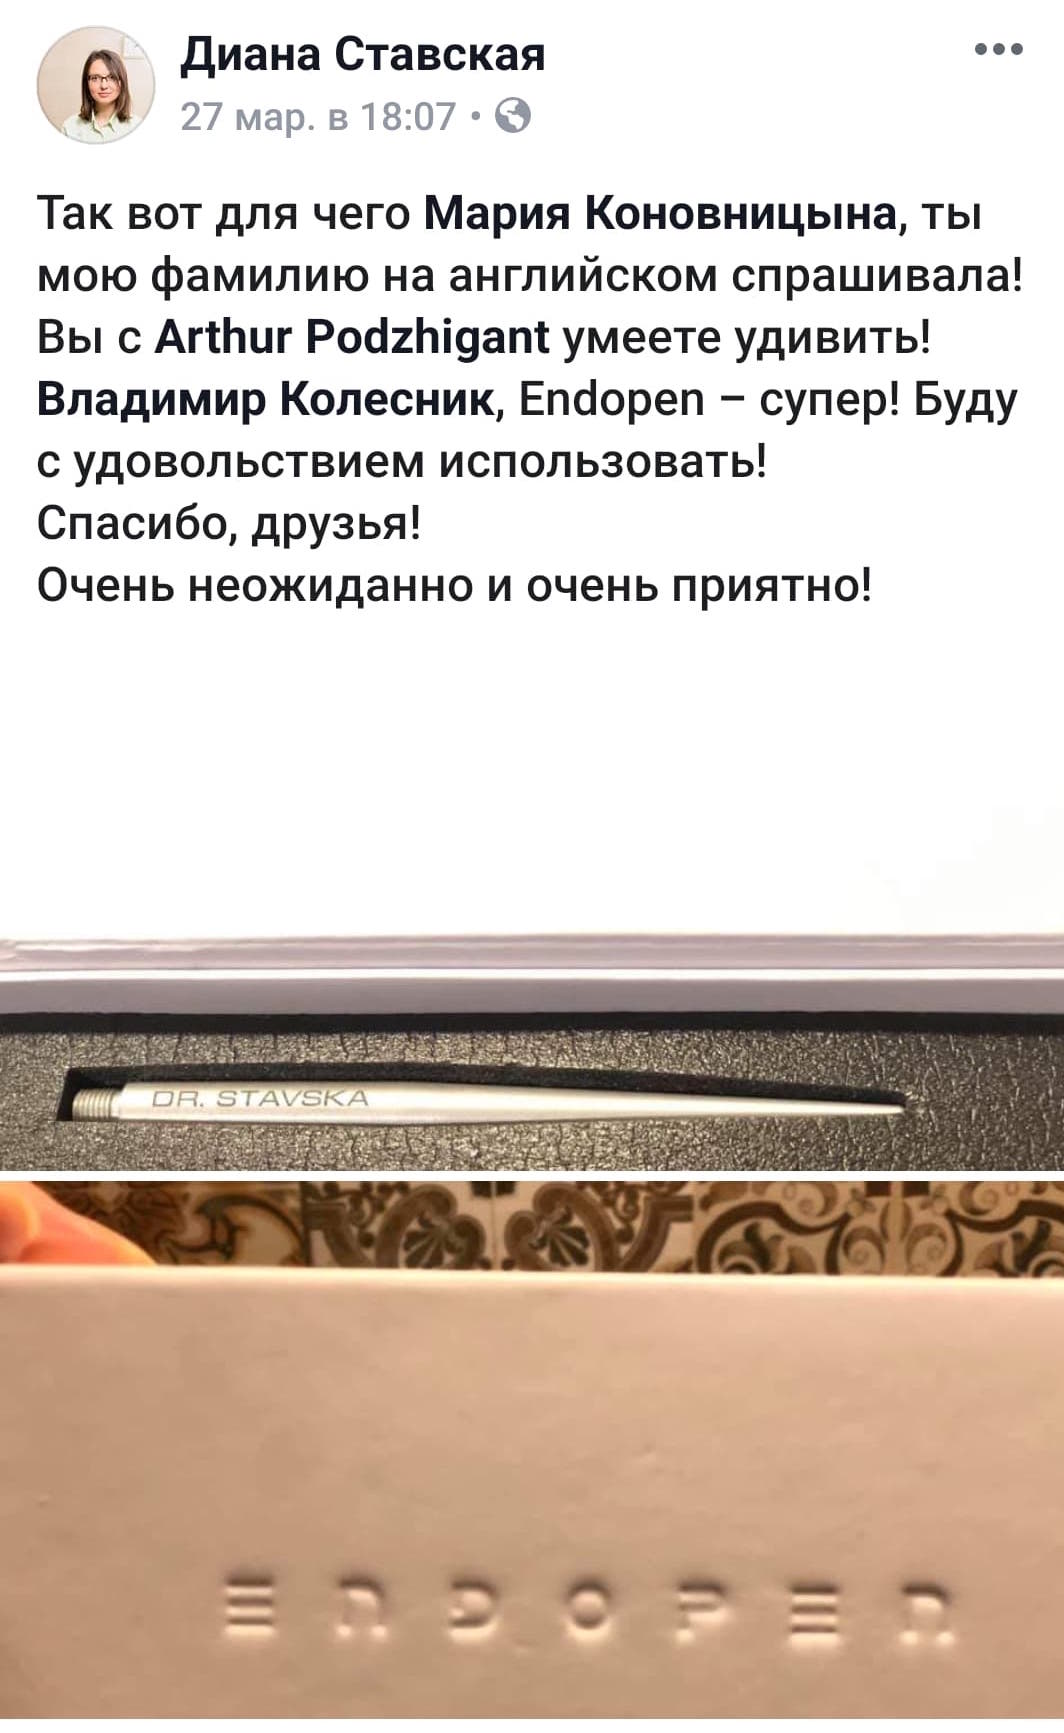 Диана Ставская
27 мар. в 18:07 •
Так вот для чего Мария Коновницына, ты
мою фамилию на английском спрашивала!
Вы с Arthur Podzhigant умеете удивить!
Владимир Колесник, Endopen – супер! Буду
с удовольствием использовать!
Спасибо, друзья!
Очень неожиданно и очень приятно!
DR. STAVSKA
ENDOPEN